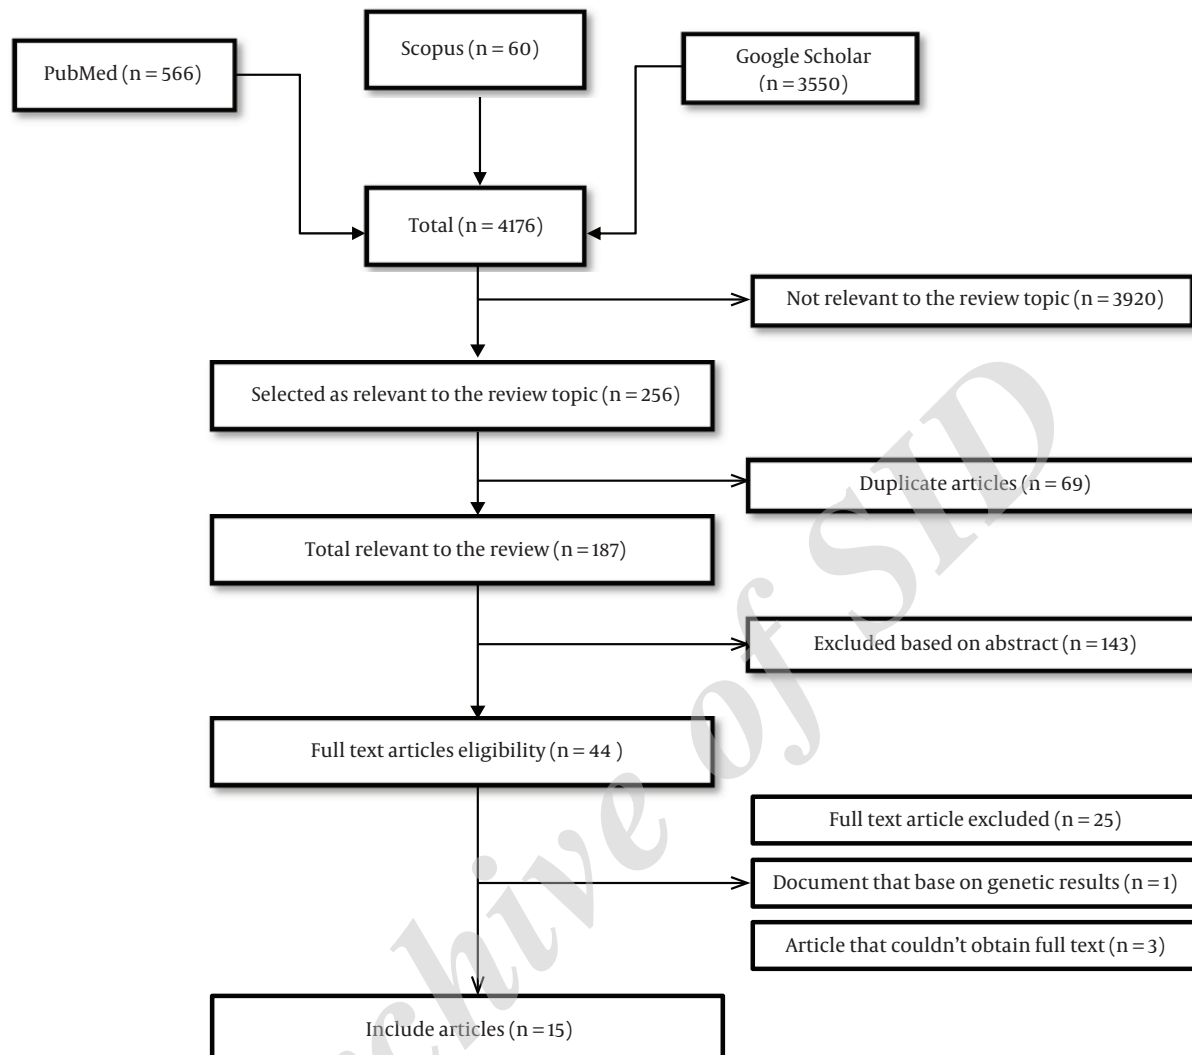 Scopus (n = 60)
PubMed (n = 566)
Google Scholar
(n = 3550)
Total (n = 4176)
Not relevant to the review topic (n = 3920)
Selected as relevant to the review topic (n = 256)
Duplicate articles (n = 69)
Total relevant to the review (n = 187)
Excluded based on abstract (n = 143)
Full text articles eligibility (n = 44 )
Full text article excluded (n = 25)
Document that base on genetic results (n = 1)
Article that couldn't obtain full text (n = 3)
Include articles (n = 15)
chive of SID